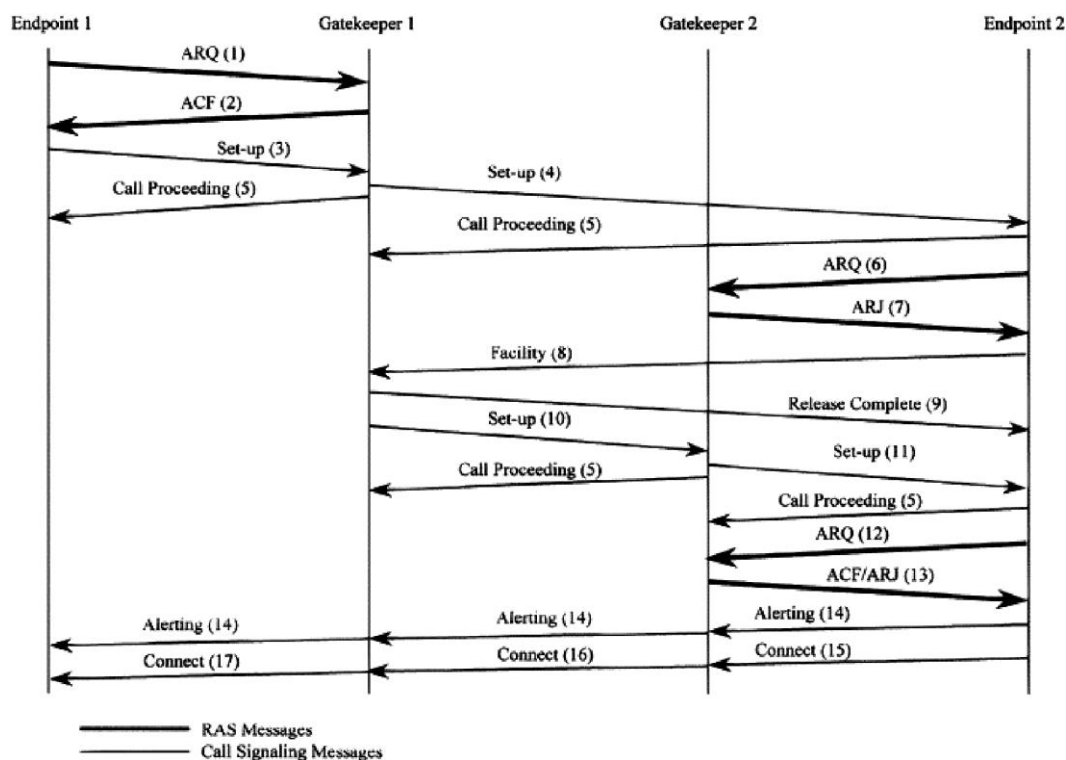 Endpoint 1 Gatekeeper 1 Gatekeeper 2 Endpoint 2
ARQ (1)
ACF (2)
Set-up (3)
Set-up (4)
Call Proceeding (5)
Call Proceeding (5)
ARQ (6)
ARJ (7)
Facility (8)
Release Complete (9)
Set-up (10)
Set-up (11)
Call Proceeding (5)
Call Proceeding (5)
ARQ (12)
ACF/ARJ (13)
Alerting (14) Alerting (14) Alerting (14)
Connect (17) Connect (16) Connect (15)
RAS Messages
Call Signaling Messages